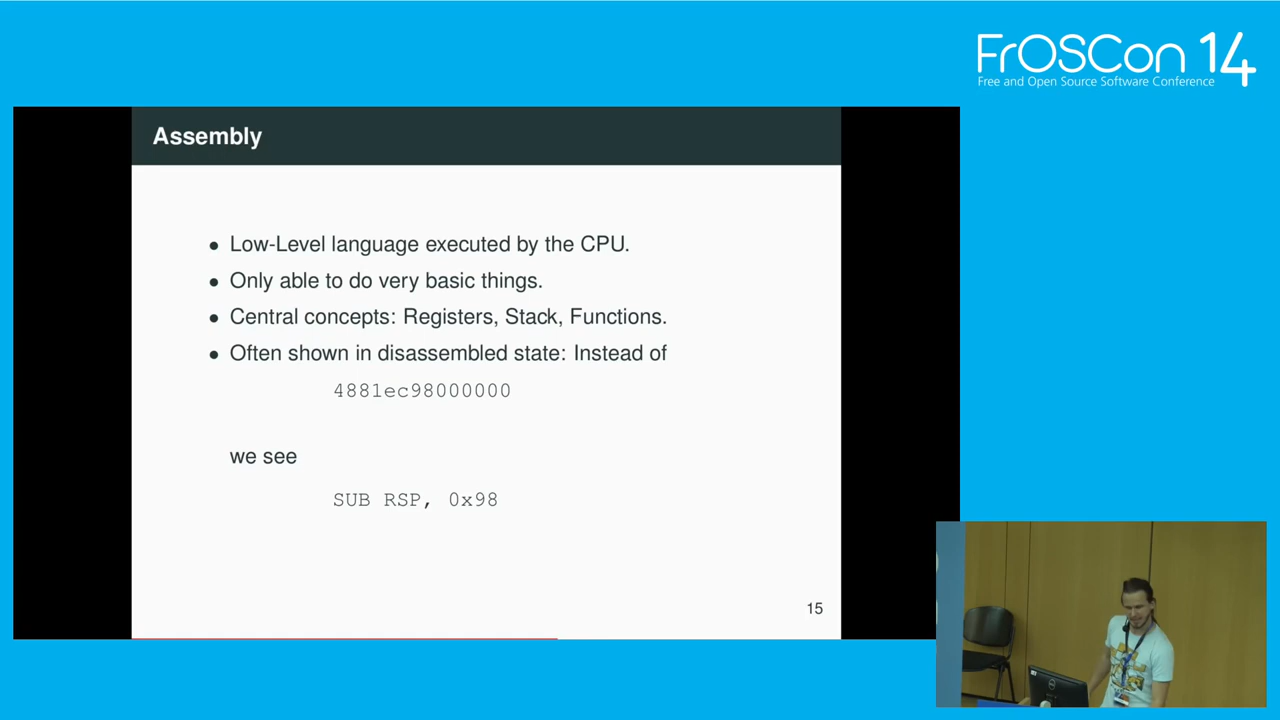 FrOSCon 14
Free and Open Source Software Conference
Assembly
• Low-Level language executed by the CPU.
• Only able to do very basic things.
• Central concepts: Registers, Stack, Functions.
• Often shown in disassembled state: Instead of
4881ec98000000
we see
SUB RSP, 0x98
15